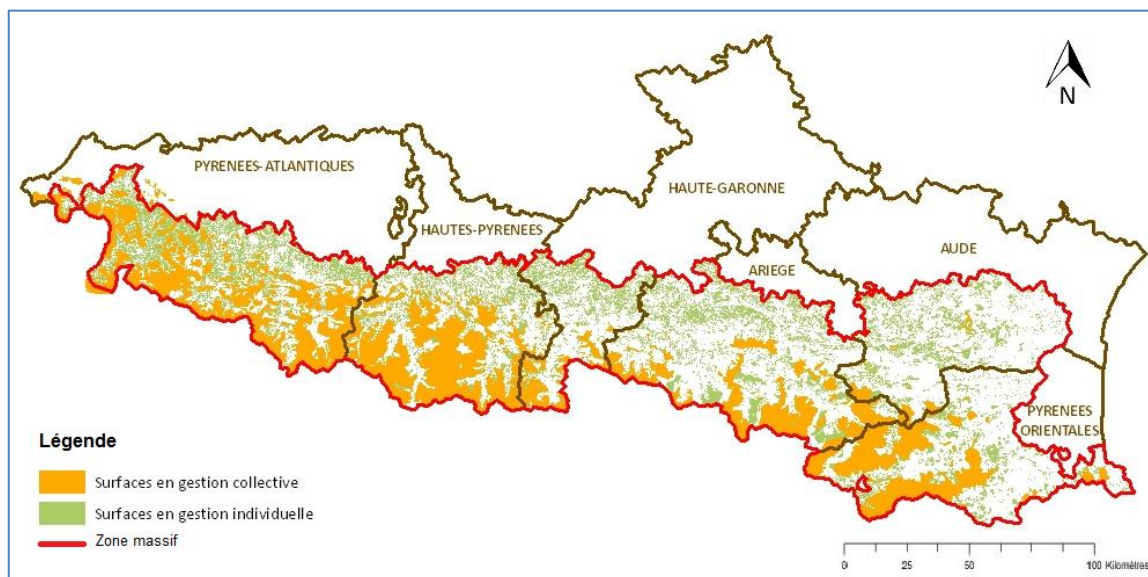 N
PYRENEES-ATLANTIQUES
HAUTE-GARONNE
HAUTES-PYRENEES
AUDE
ARIEGE
PYRENEES
ORIENTALES
Légende
Surfaces en gestion collective
Surfaces en gestion individuelle
Zone massif
0 25 50 100 Kilomètres